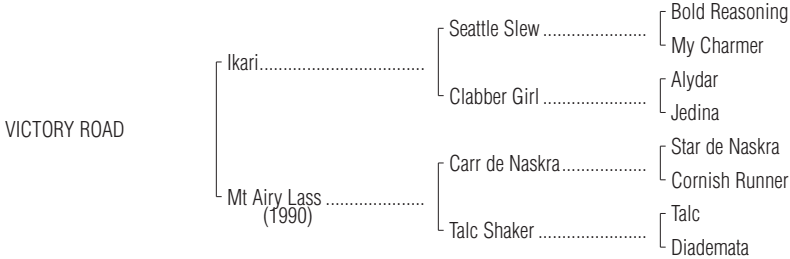 Bold Reasoning
Seattle Slew ......................
My Charmer
Ikari...................................
Alydar
Clabber Girl ......................
Jedina
VICTORY ROAD
Star de Naskra
Carr de Naskra..................
Cornish Runner
Mt Airy Lass .....................
(1990)
Talc
Talc Shaker .......................
Diademata